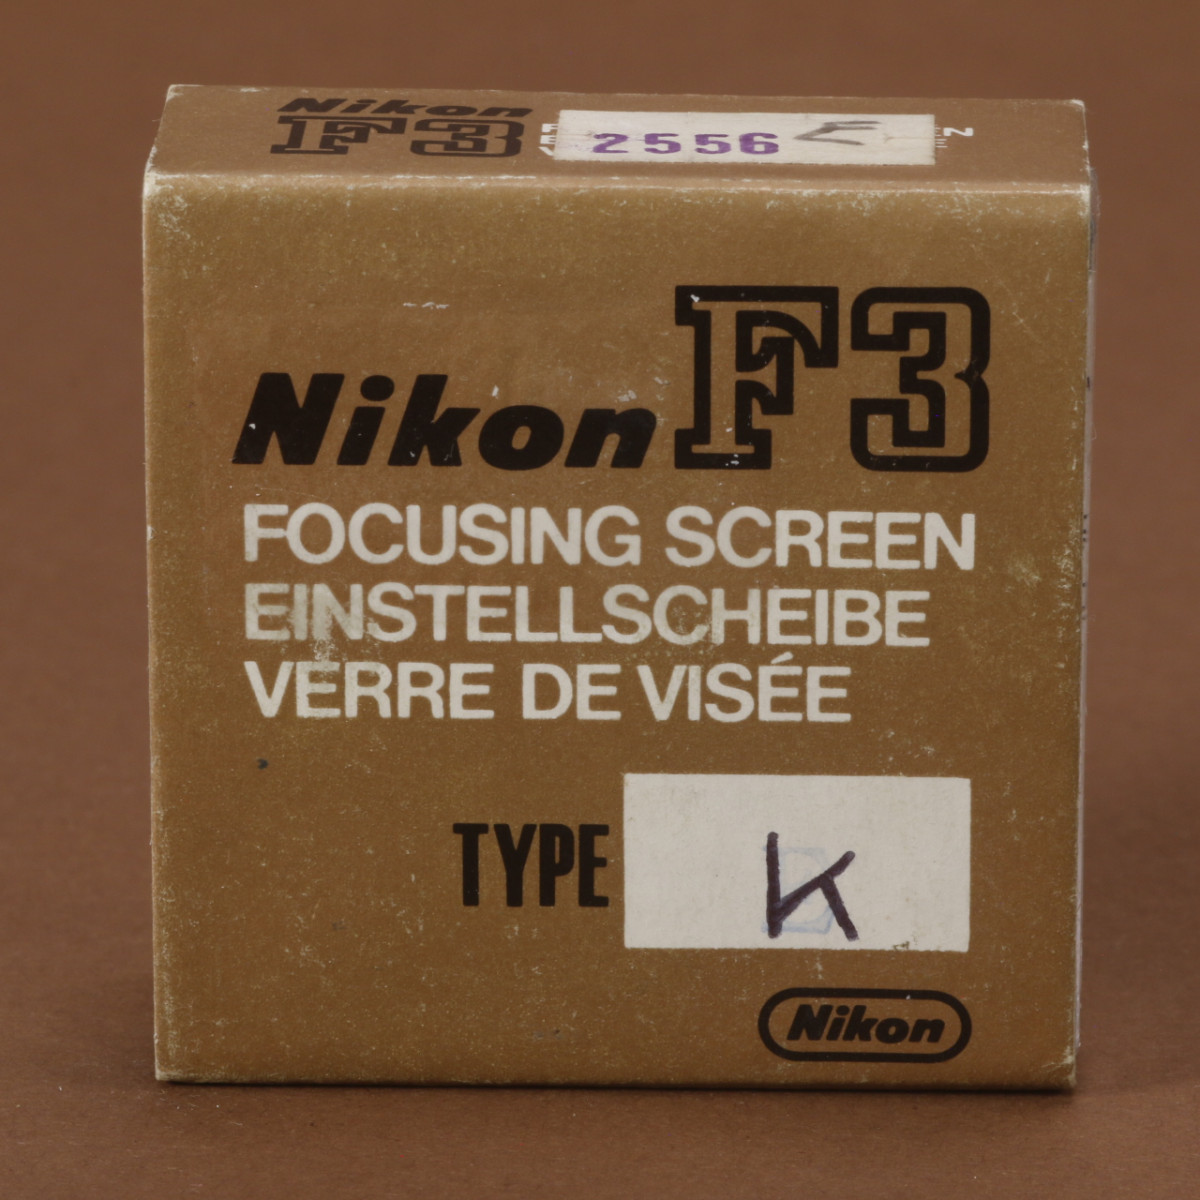 Nikon
F3
2556
Nikon F3
FOCUSING SCREEN
EINSTELLSCHEIBE
VERRE DE VISÉE
TYPE K
Nikon